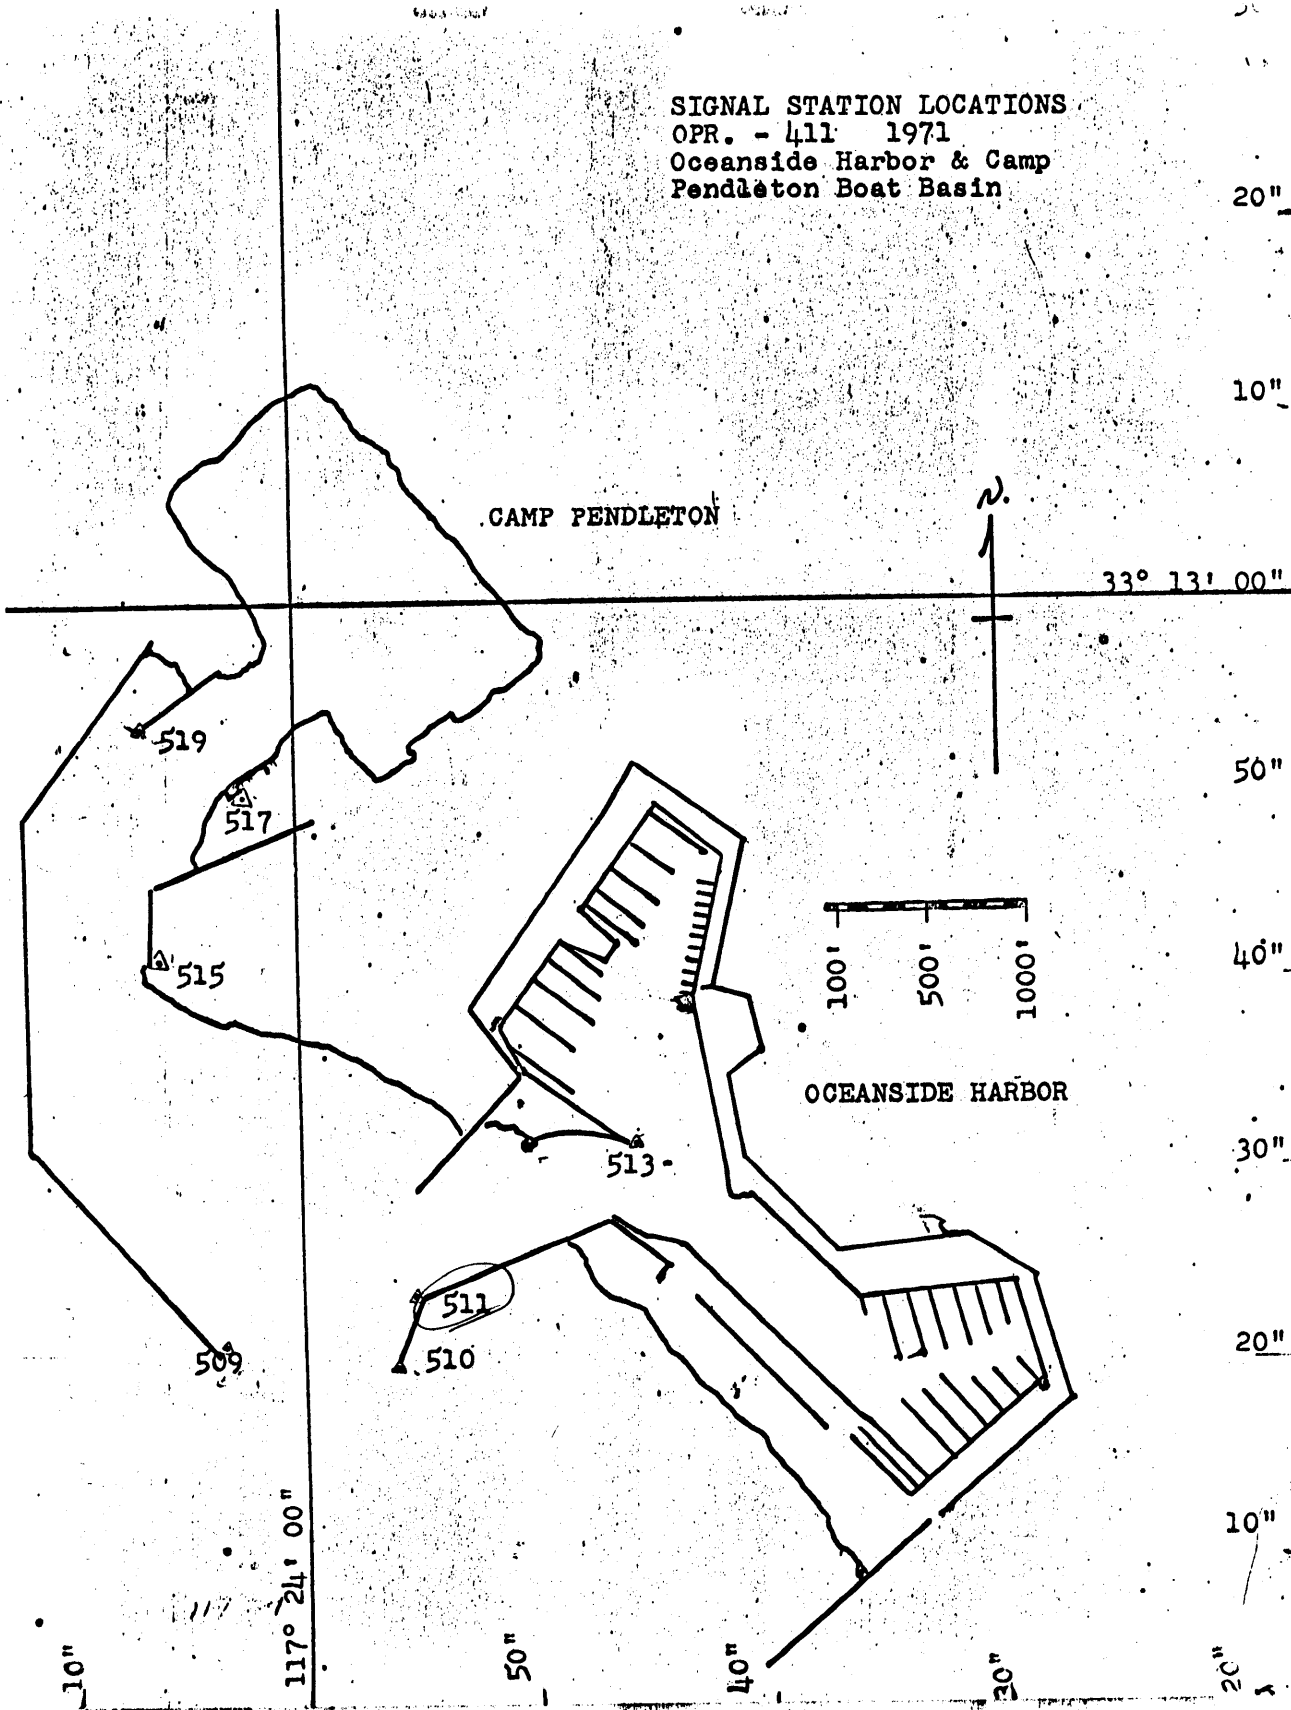 SIGNAL STATION LOCATIONS
OPR. - 411 1971
Oceanside Harbor & Camp
Pendleton Boat Basin
20"
10"
CAMP PENDLETON
N.
33° 13' 00"
519
50"
517
515
40"
100'
500'
1000'
OCEANSIDE HARBOR
513
30"
511
510
509
20"
10"
117° 24' 00"
10"
50"
40"
30"
20"